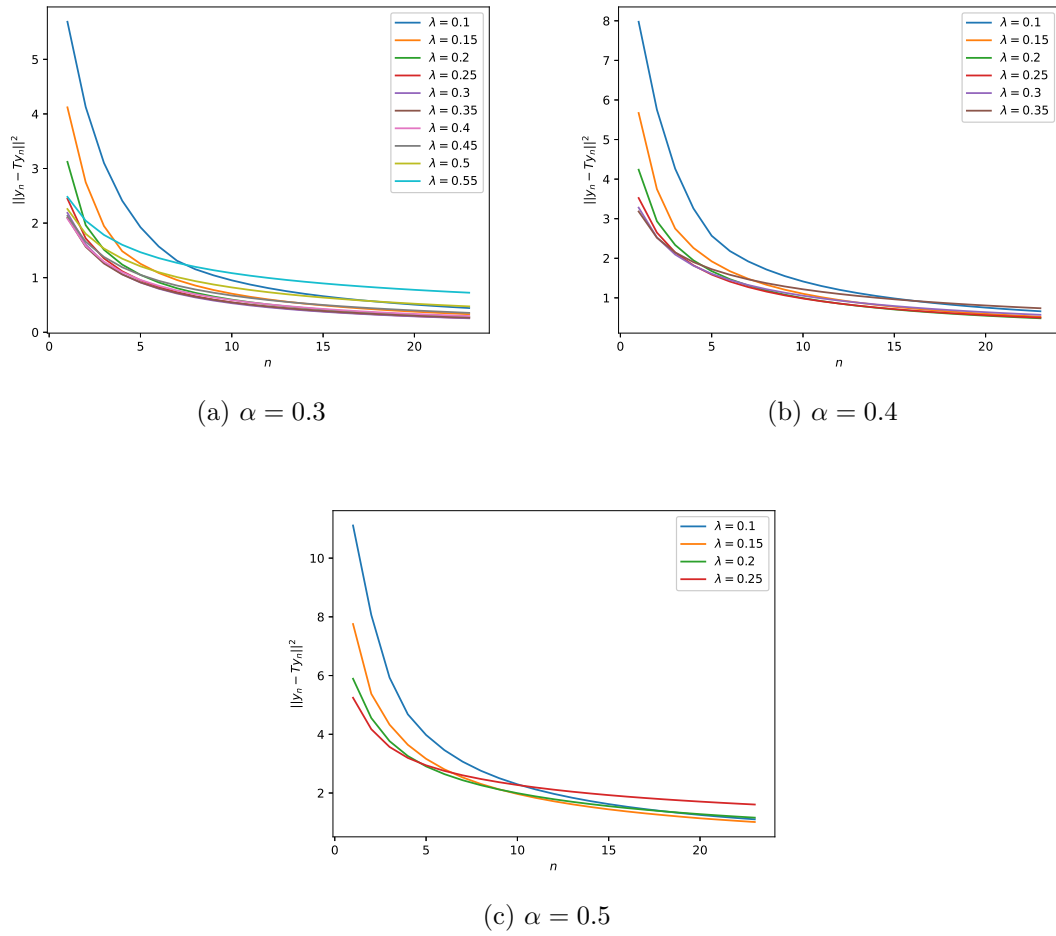 5
4
3
2
1
0
||y_n − Ty_n||²
0
5
10
15
20
n
λ = 0.1
λ = 0.15
λ = 0.2
λ = 0.25
λ = 0.3
λ = 0.35
λ = 0.4
λ = 0.45
λ = 0.5
λ = 0.55
(a) α = 0.3
8
7
6
5
4
3
2
1
||y_n − Ty_n||²
0
5
10
15
20
n
λ = 0.1
λ = 0.15
λ = 0.2
λ = 0.25
λ = 0.3
λ = 0.35
(b) α = 0.4
10
8
6
4
2
||y_n − Ty_n||²
0
5
10
15
20
n
λ = 0.1
λ = 0.15
λ = 0.2
λ = 0.25
(c) α = 0.5